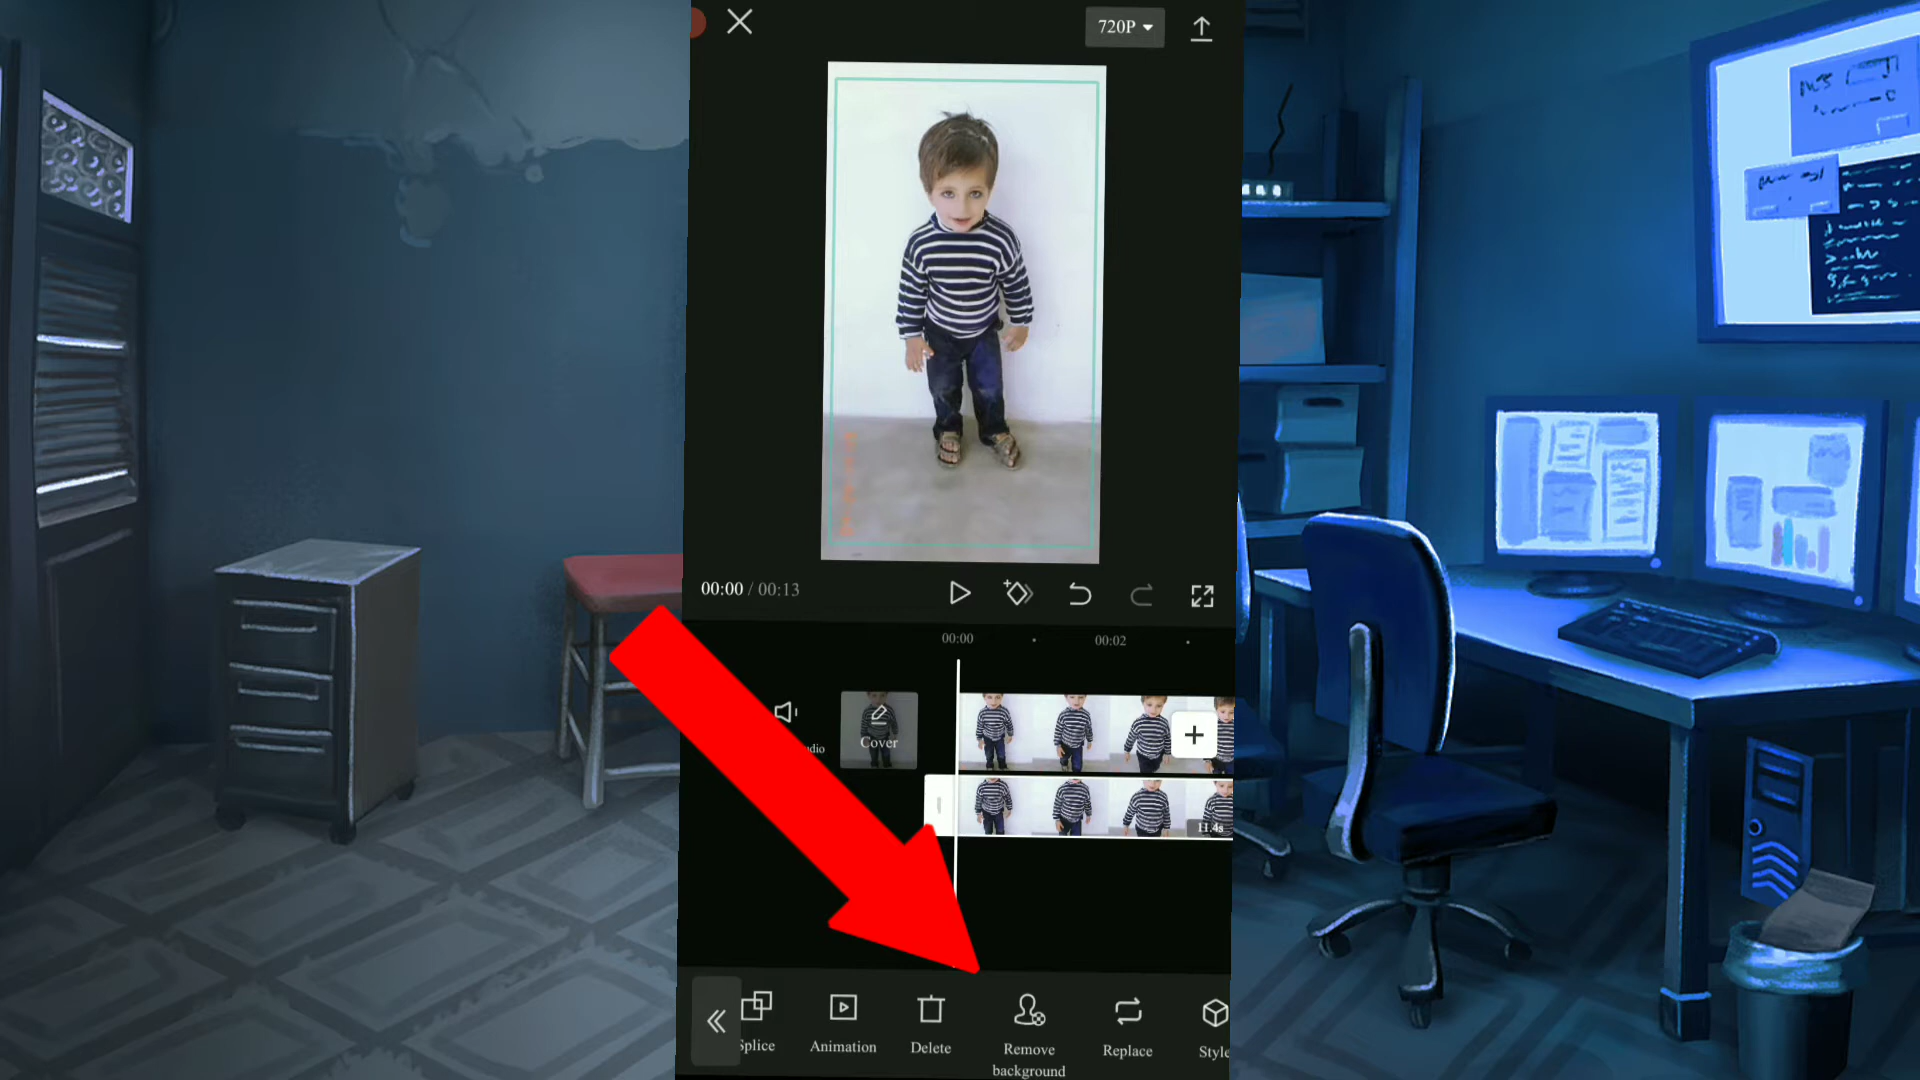 720P
00:00 / 00:13
00:00
00:02
Cover
11.4s
Splice
Animation
Delete
Remove
background
Replace
Style